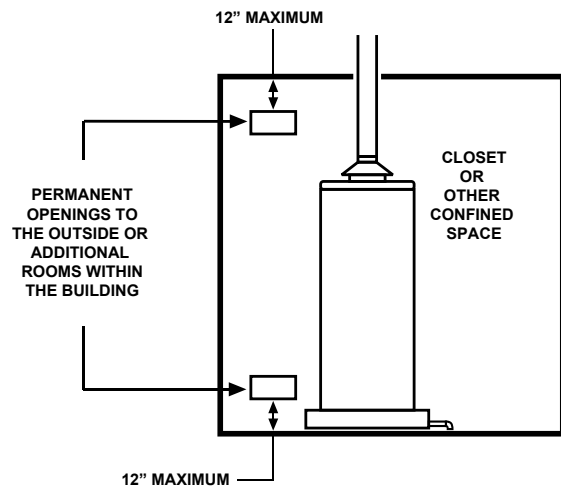 12” MAXIMUM
CLOSET
OR
OTHER
CONFINED
SPACE
PERMANENT
OPENINGS TO
THE OUTSIDE OR
ADDITIONAL
ROOMS WITHIN
THE BUILDING
12” MAXIMUM